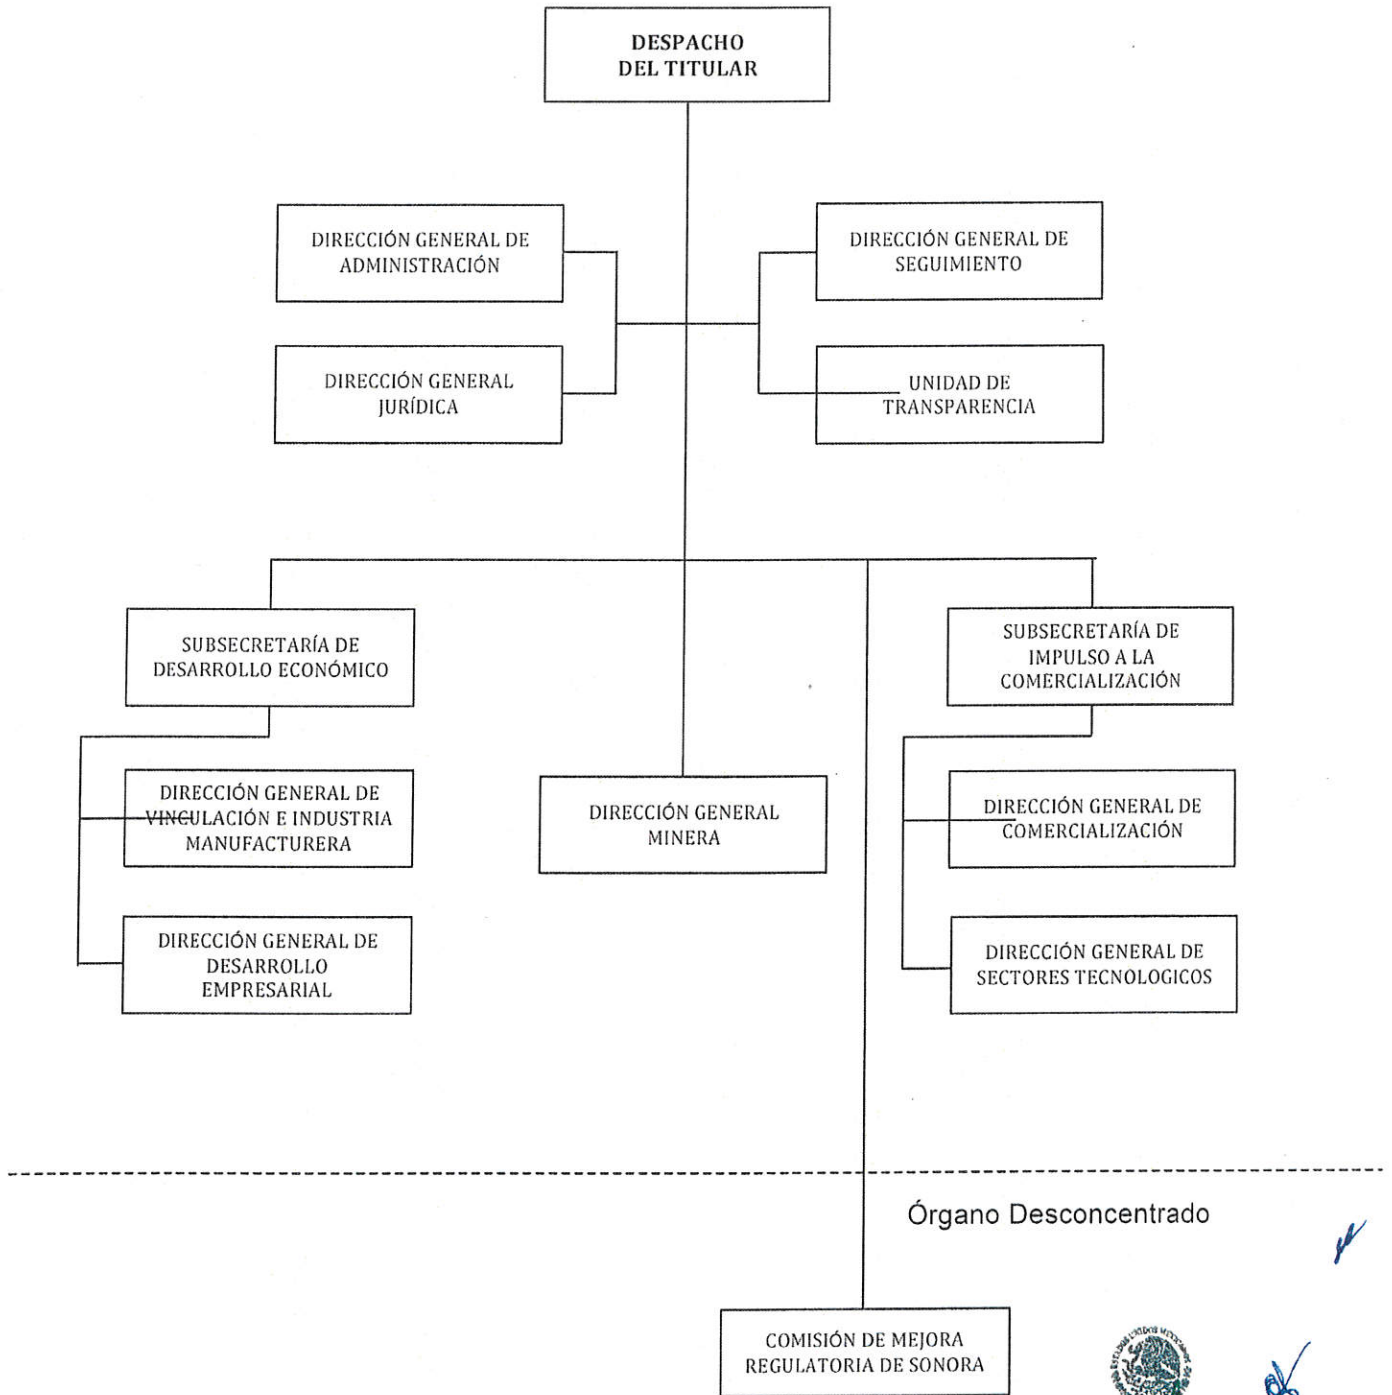 DESPACHO
DEL TITULAR
DIRECCIÓN GENERAL DE
ADMINISTRACIÓN
DIRECCIÓN GENERAL DE
SEGUIMIENTO
DIRECCIÓN GENERAL
JURÍDICA
UNIDAD DE
TRANSPARENCIA
SUBSECRETARÍA DE
DESARROLLO ECONÓMICO
SUBSECRETARÍA DE
IMPULSO A LA
COMERCIALIZACIÓN
DIRECCIÓN GENERAL DE
VINCULACIÓN E INDUSTRIA
MANUFACTURERA
DIRECCIÓN GENERAL
MINERA
DIRECCIÓN GENERAL DE
COMERCIALIZACIÓN
DIRECCIÓN GENERAL DE
DESARROLLO
EMPRESARIAL
DIRECCIÓN GENERAL DE
SECTORES TECNOLOGICOS
Órgano Desconcentrado
COMISIÓN DE MEJORA
REGULATORIA DE SONORA